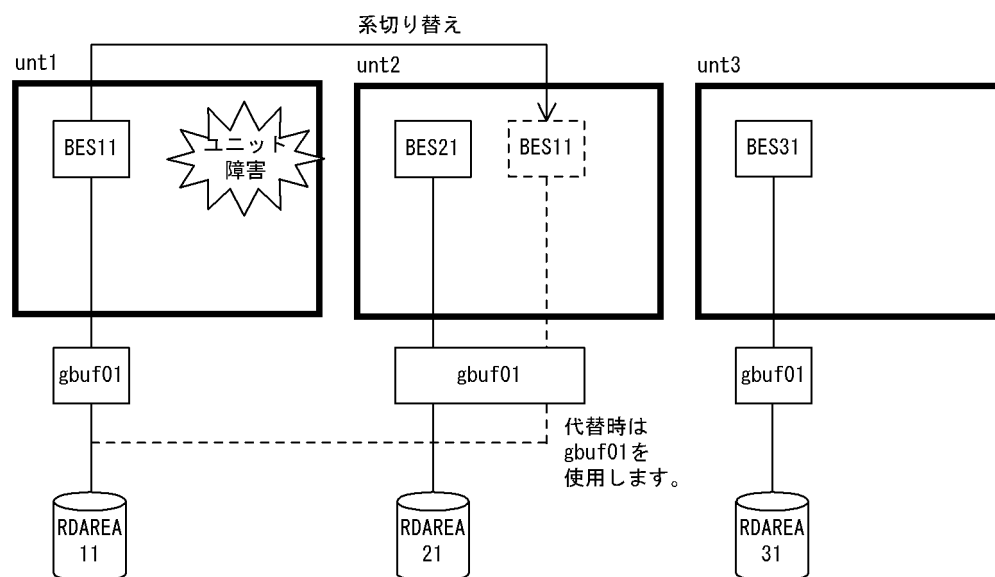 系切り替え
unt1
unt2
unt3
BES11
ユニット
障害
BES21
BES11
BES31
gbuf01
gbuf01
gbuf01
代替時は
gbuf01を
使用します。
RDAREA
11
RDAREA
21
RDAREA
31